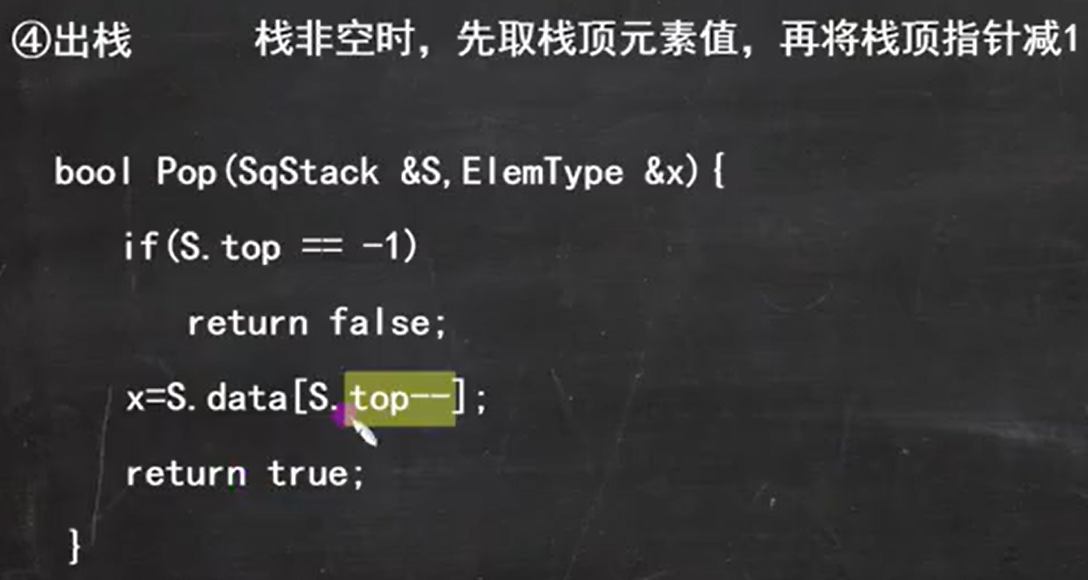 ④出栈 栈非空时，先取栈顶元素值，再将栈顶指针减1
bool Pop(SqStack &S,ElemType &x){
if(S.top == -1)
return false;
x=S.data[S.top--];
return true;
}